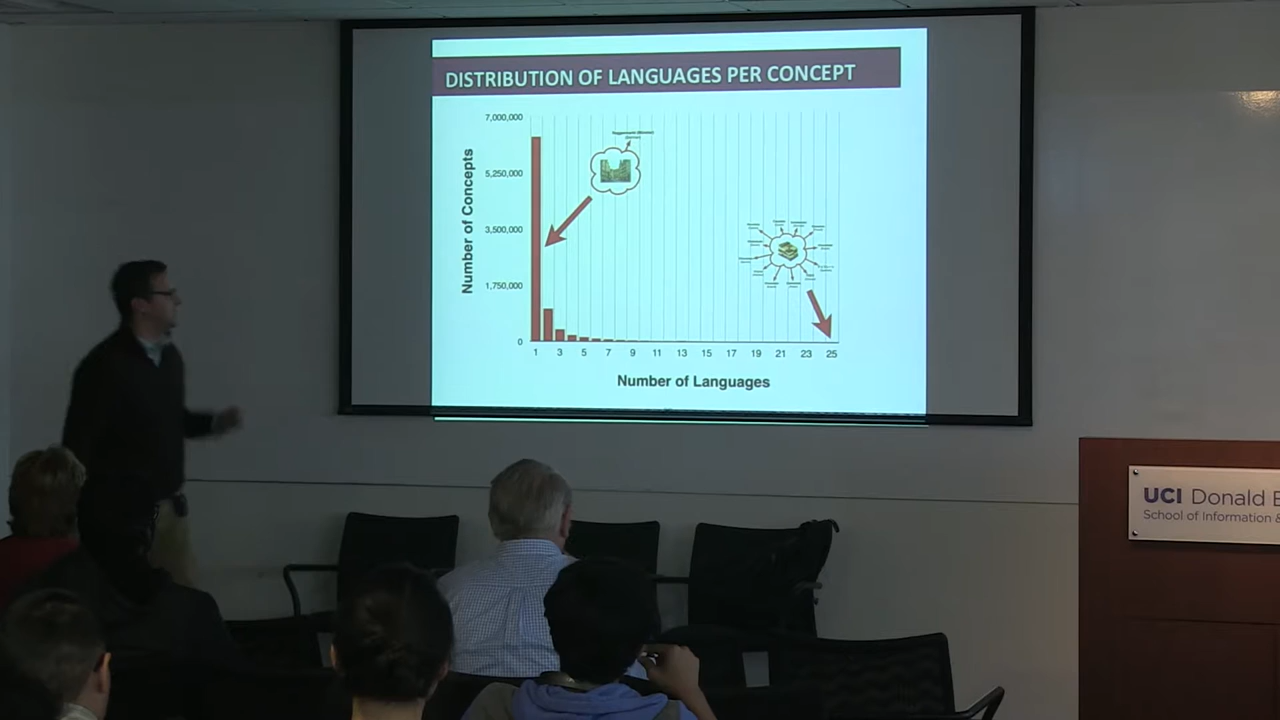 DISTRIBUTION OF LANGUAGES PER CONCEPT
7,000,000
5,250,000
3,500,000
1,750,000
0
Number of Concepts
1 3 5 7 9 11 13 15 17 19 21 23 25
Number of Languages
UCI Donald B
School of Information &